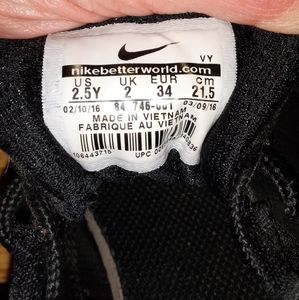 VY
nikebetterworld.com
US UK EUR cm
2.5Y 2 34 21.5
02/10/16 03/09/16
MADE IN VIETNAM
FABRIQUE AU
UPC